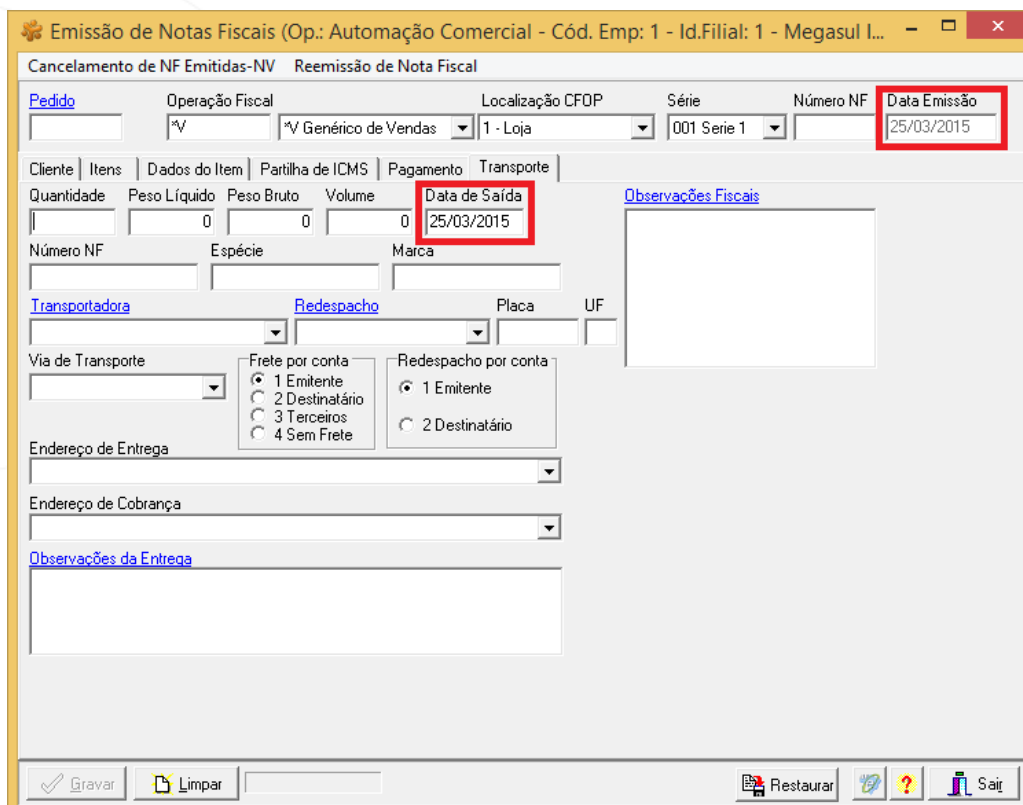 Emissão de Notas Fiscais (Op.: Automação Comercial - Cód. Emp: 1 - Id.Filial: 1 - Megasul I...
Cancelamento de NF Emitidas-NV Reemissão de Nota Fiscal
Pedido Operação Fiscal Localização CFOP Série Número NF Data Emissão
*V *V Genérico de Vendas 1 - Loja 001 Serie 1 25/03/2015
Cliente Itens Dados do Item Partilha de ICMS Pagamento Transporte
Quantidade Peso Líquido Peso Bruto Volume Data de Saída Observações Fiscais
0 0 0 25/03/2015
Número NF Espécie Marca
Transportadora Redespacho Placa UF
Via de Transporte Frete por conta Redespacho por conta
1 Emitente 1 Emitente
2 Destinatário
3 Terceiros 2 Destinatário
4 Sem Frete
Endereço de Entrega
Endereço de Cobrança
Observações da Entrega
Gravar Limpar Restaurar ? Sair